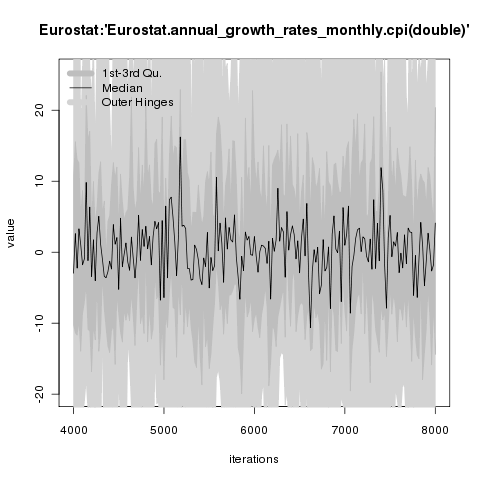 Eurostat:'Eurostat.annual_growth_rates_monthly.cpi(double)'
1st-3rd Qu.
Median
Outer Hinges
20
10
0
-10
-20
value
4000 5000 6000 7000 8000
iterations